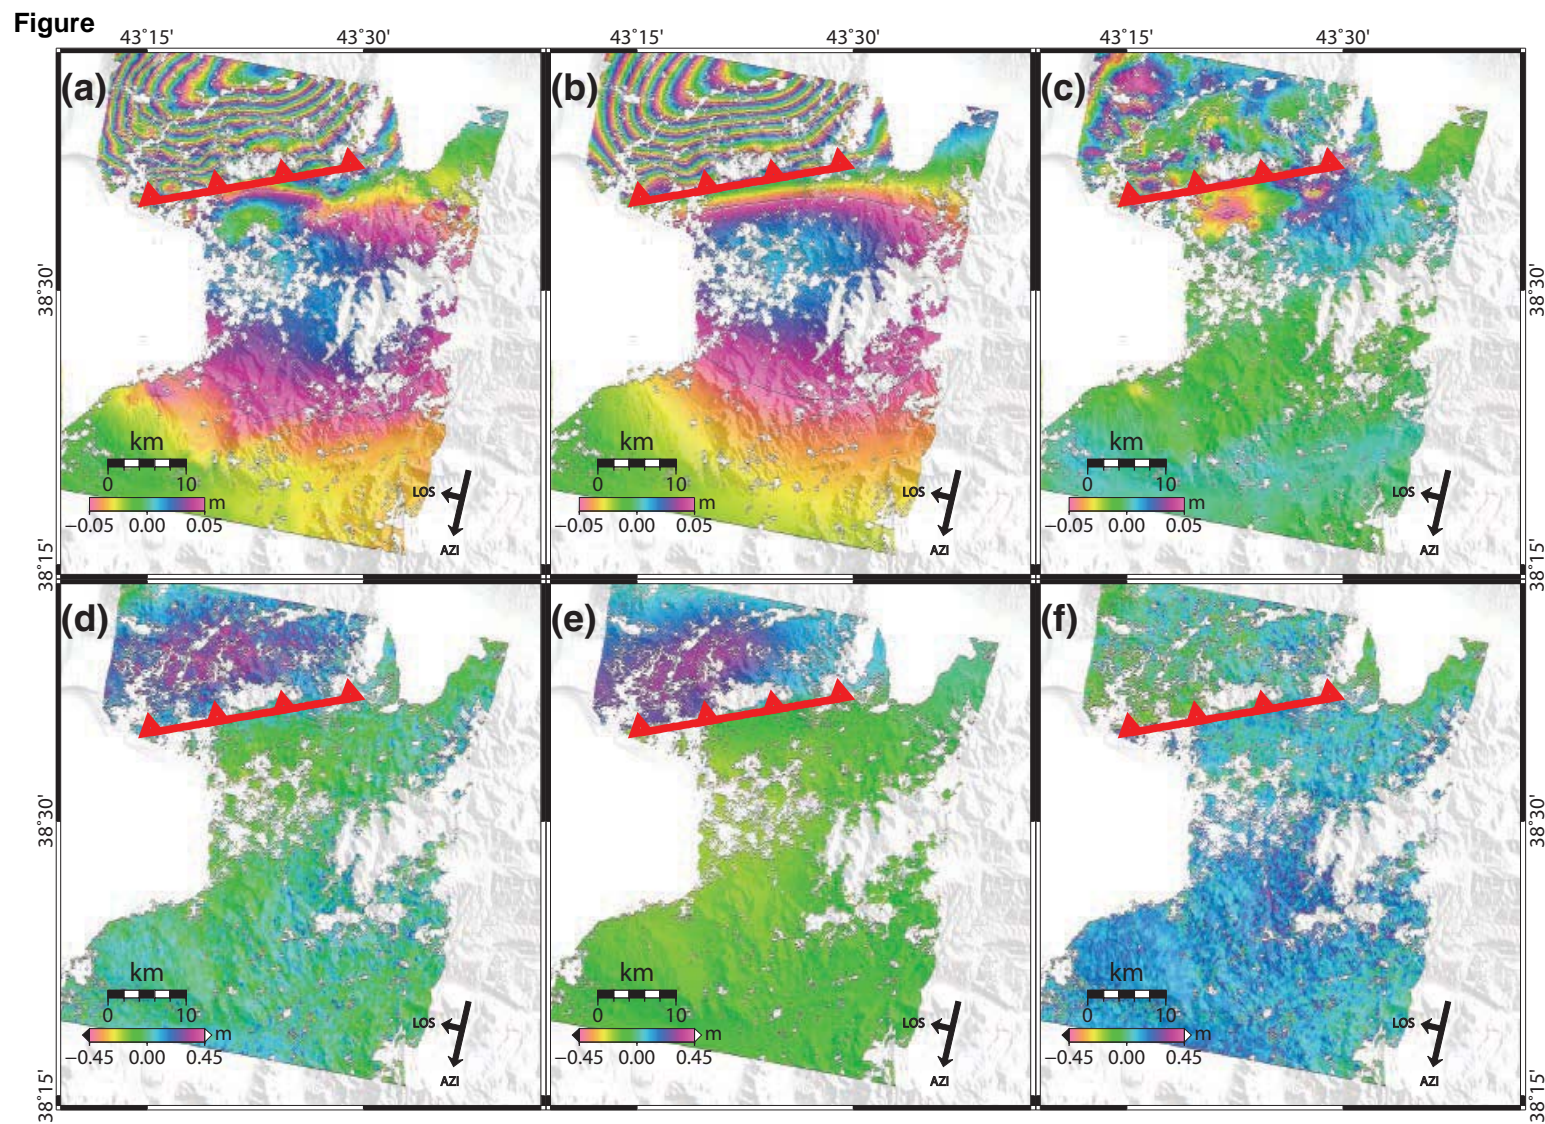 Figure
43°15' 43°30' 43°15' 43°30' 43°15' 43°30'
(a) (b) (c)
38°30' 38°30'
km km km
0 10 0 10 0 10
LOS LOS LOS
m m m
−0.05 0.00 0.05 −0.05 0.00 0.05 −0.05 0.00 0.05
AZI AZI AZI
38°15' 38°15'
(d) (e) (f)
38°30' 38°30'
km km km
0 10 0 10 0 10
LOS LOS LOS
m m m
−0.45 0.00 0.45 −0.45 0.00 0.45 −0.45 0.00 0.45
AZI AZI AZI
38°15' 38°15'